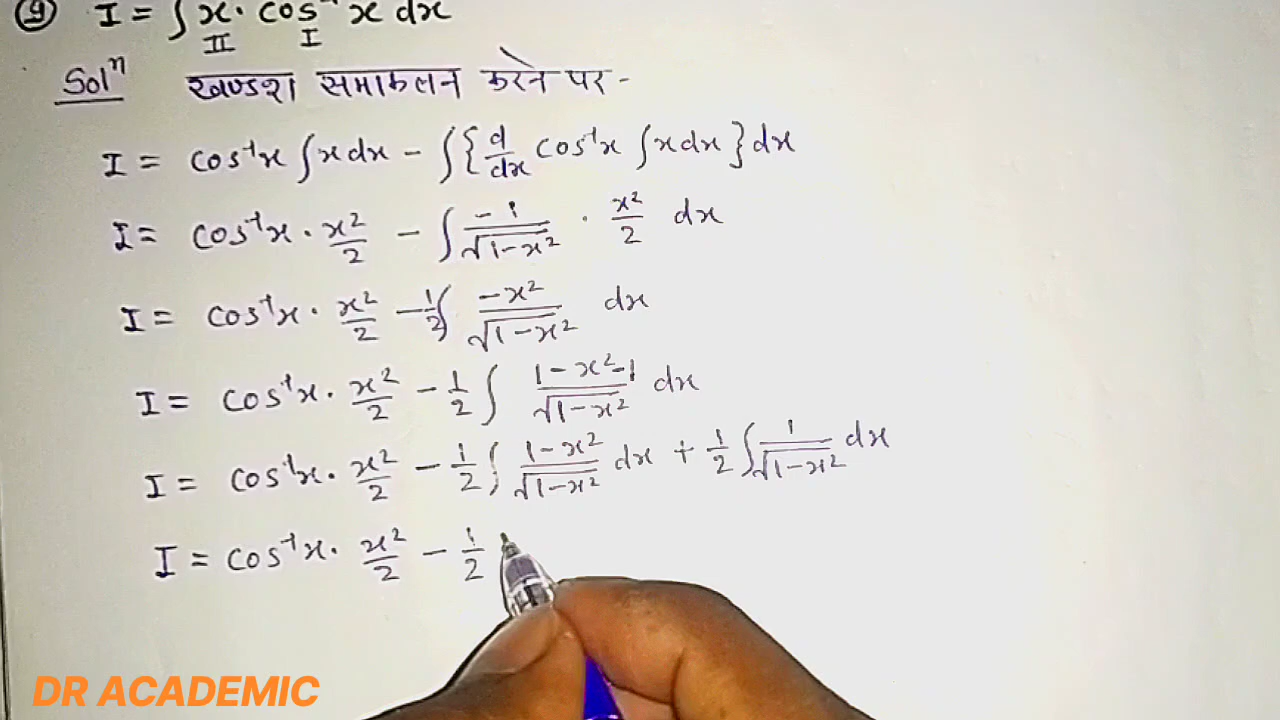 (9) I = ∫ x · cos⁻¹ x dx
II I
Solⁿ खण्डश समाकलन करने पर -
I = cos⁻¹x ∫ x dx - ∫ { d/dx cos⁻¹x ∫ x dx } dx
I = cos⁻¹x · x²/2 - ∫ -1/√(1-x²) · x²/2 dx
I = cos⁻¹x · x²/2 - 1/2 ∫ -x²/√(1-x²) dx
I = cos⁻¹x · x²/2 - 1/2 ∫ (1-x²-1)/√(1-x²) dx
I = cos⁻¹x · x²/2 - 1/2 ∫ (1-x²)/√(1-x²) dx + 1/2 ∫ 1/√(1-x²) dx
I = cos⁻¹x · x²/2 - 1/2
DR ACADEMIC